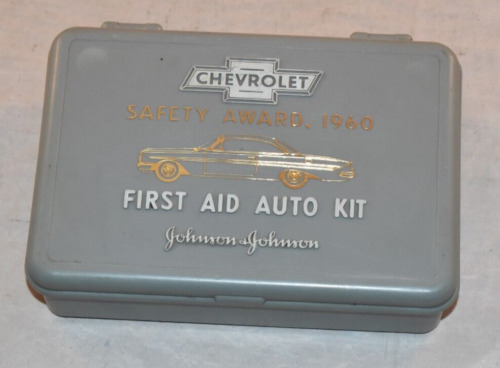 CHEVROLET
SAFETY AWARD, 1960
FIRST AID AUTO KIT
Johnson & Johnson